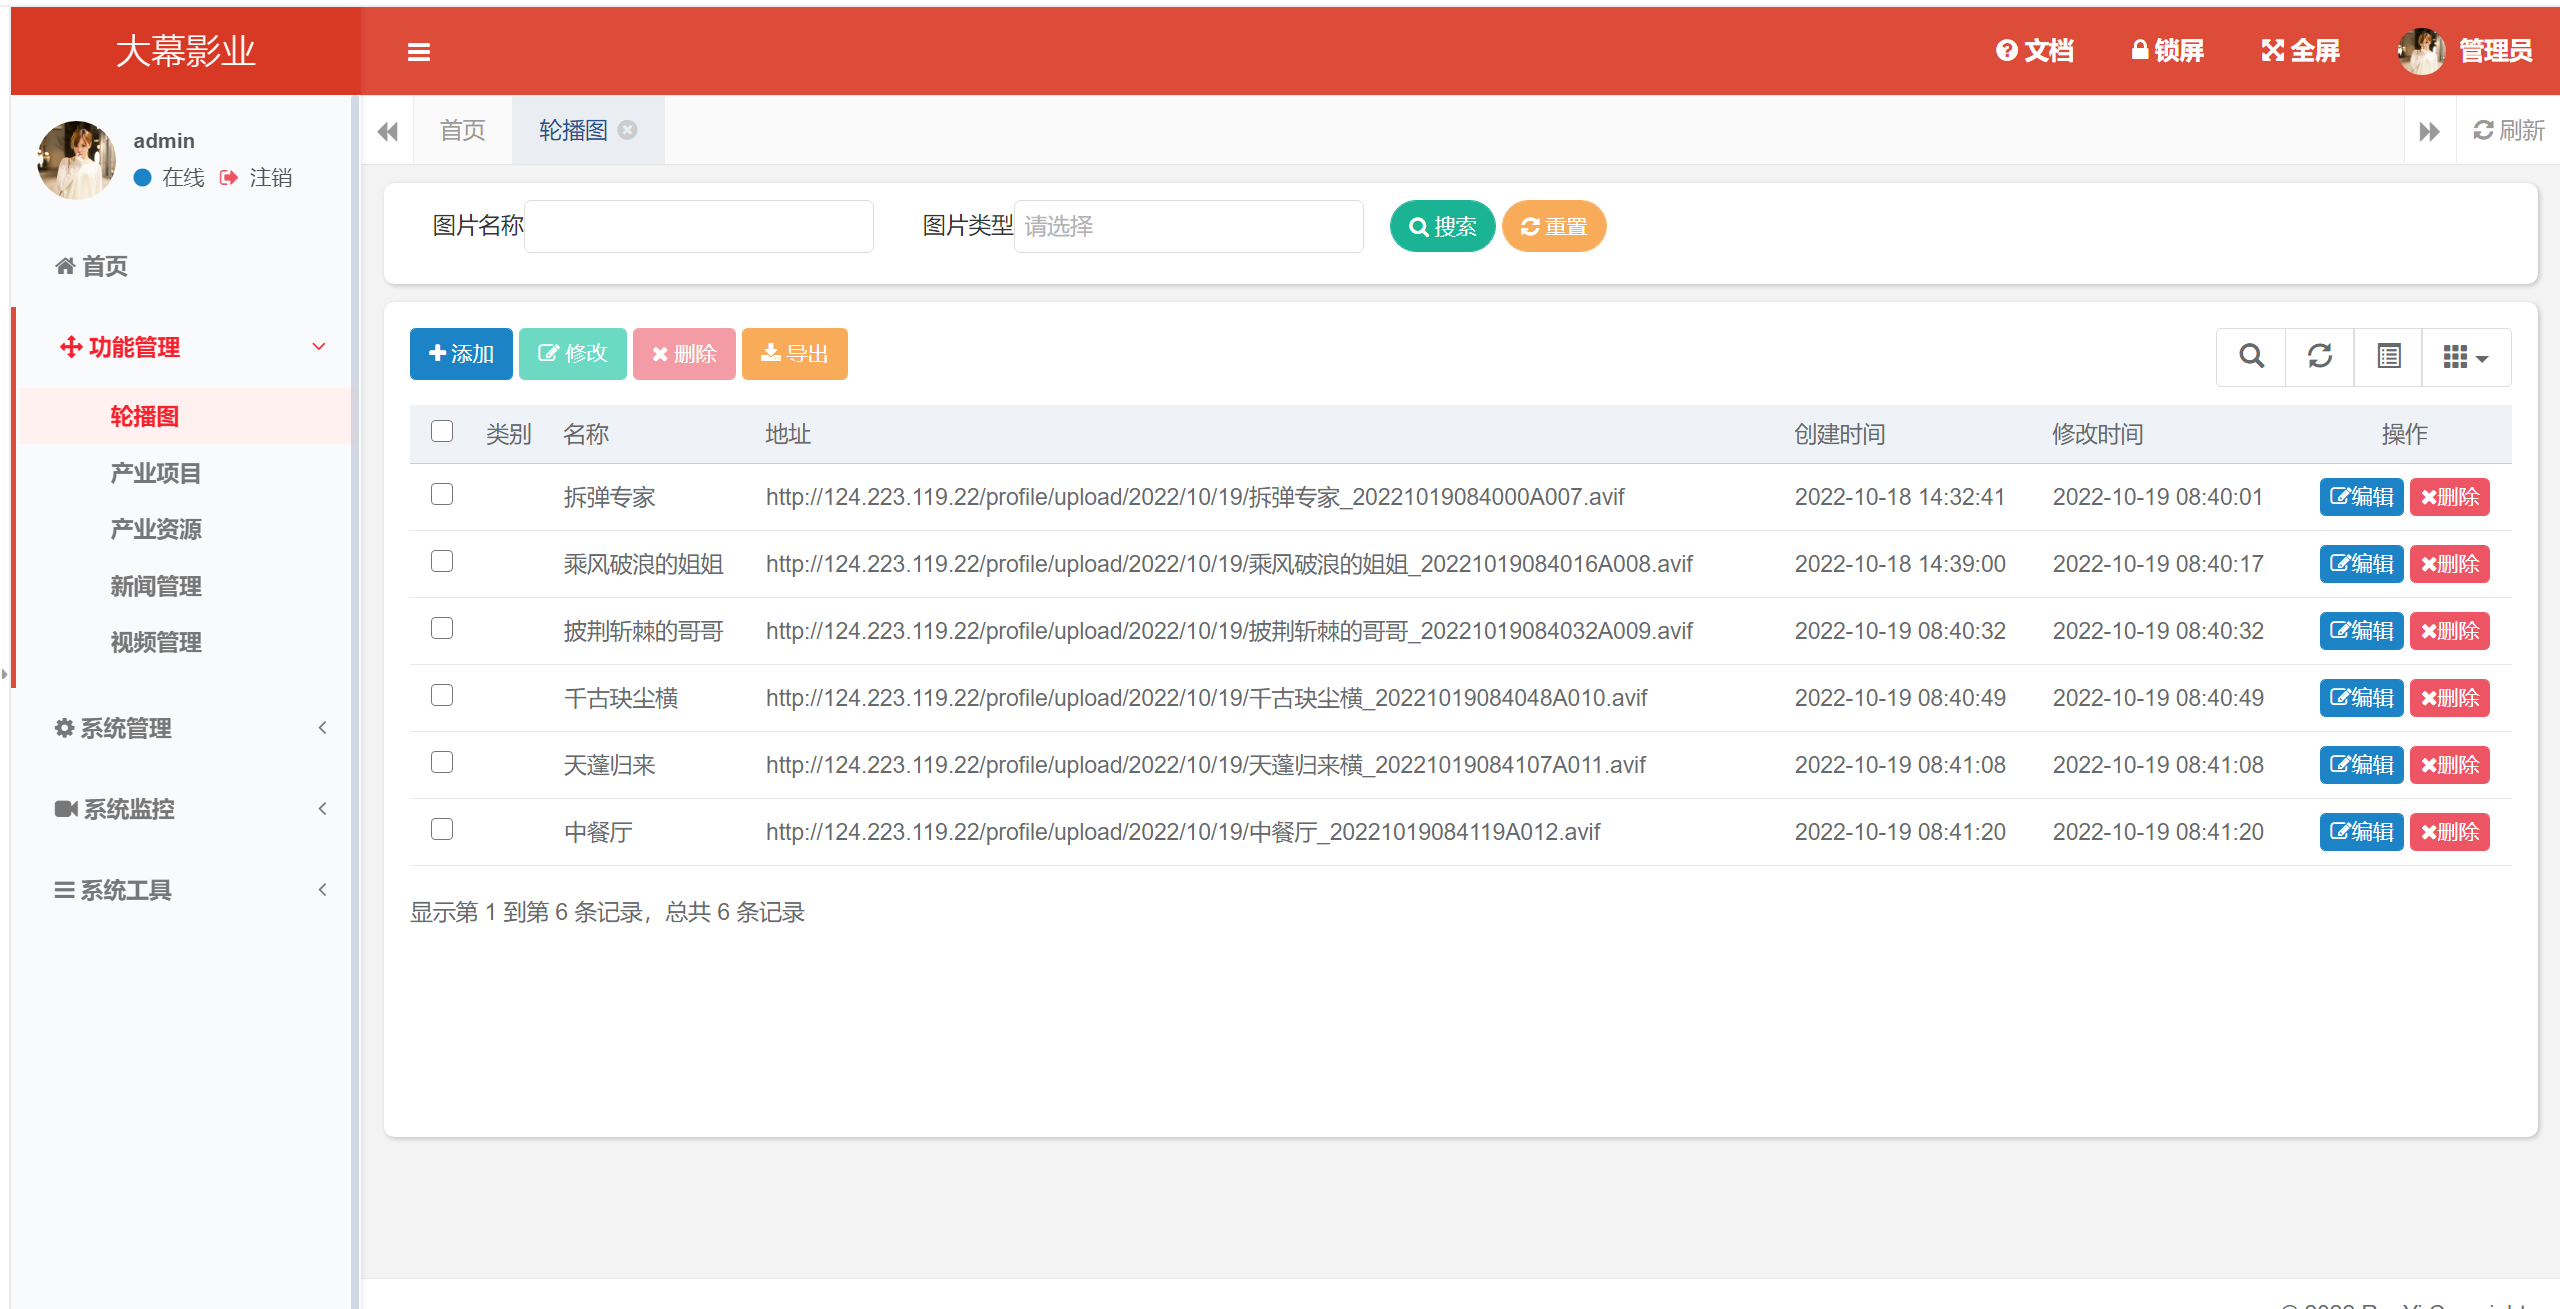 大幕影业
文档 锁屏 全屏 管理员
admin
在线 注销
首页 轮播图 刷新
首页
功能管理
轮播图
产业项目
产业资源
新闻管理
视频管理
系统管理
系统监控
系统工具
图片名称 图片类型 请选择 搜索 重置
添加 修改 删除 导出
类别 名称 地址 创建时间 修改时间 操作
拆弹专家 http://124.223.119.22/profile/upload/2022/10/19/拆弹专家_20221019084000A007.avif 2022-10-18 14:32:41 2022-10-19 08:40:01 编辑 删除
乘风破浪的姐姐 http://124.223.119.22/profile/upload/2022/10/19/乘风破浪的姐姐_20221019084016A008.avif 2022-10-18 14:39:00 2022-10-19 08:40:17 编辑 删除
披荆斩棘的哥哥 http://124.223.119.22/profile/upload/2022/10/19/披荆斩棘的哥哥_20221019084032A009.avif 2022-10-19 08:40:32 2022-10-19 08:40:32 编辑 删除
千古玦尘横 http://124.223.119.22/profile/upload/2022/10/19/千古玦尘横_20221019084048A010.avif 2022-10-19 08:40:49 2022-10-19 08:40:49 编辑 删除
天蓬归来 http://124.223.119.22/profile/upload/2022/10/19/天蓬归来横_20221019084107A011.avif 2022-10-19 08:41:08 2022-10-19 08:41:08 编辑 删除
中餐厅 http://124.223.119.22/profile/upload/2022/10/19/中餐厅_20221019084119A012.avif 2022-10-19 08:41:20 2022-10-19 08:41:20 编辑 删除
显示第 1 到第 6 条记录，总共 6 条记录